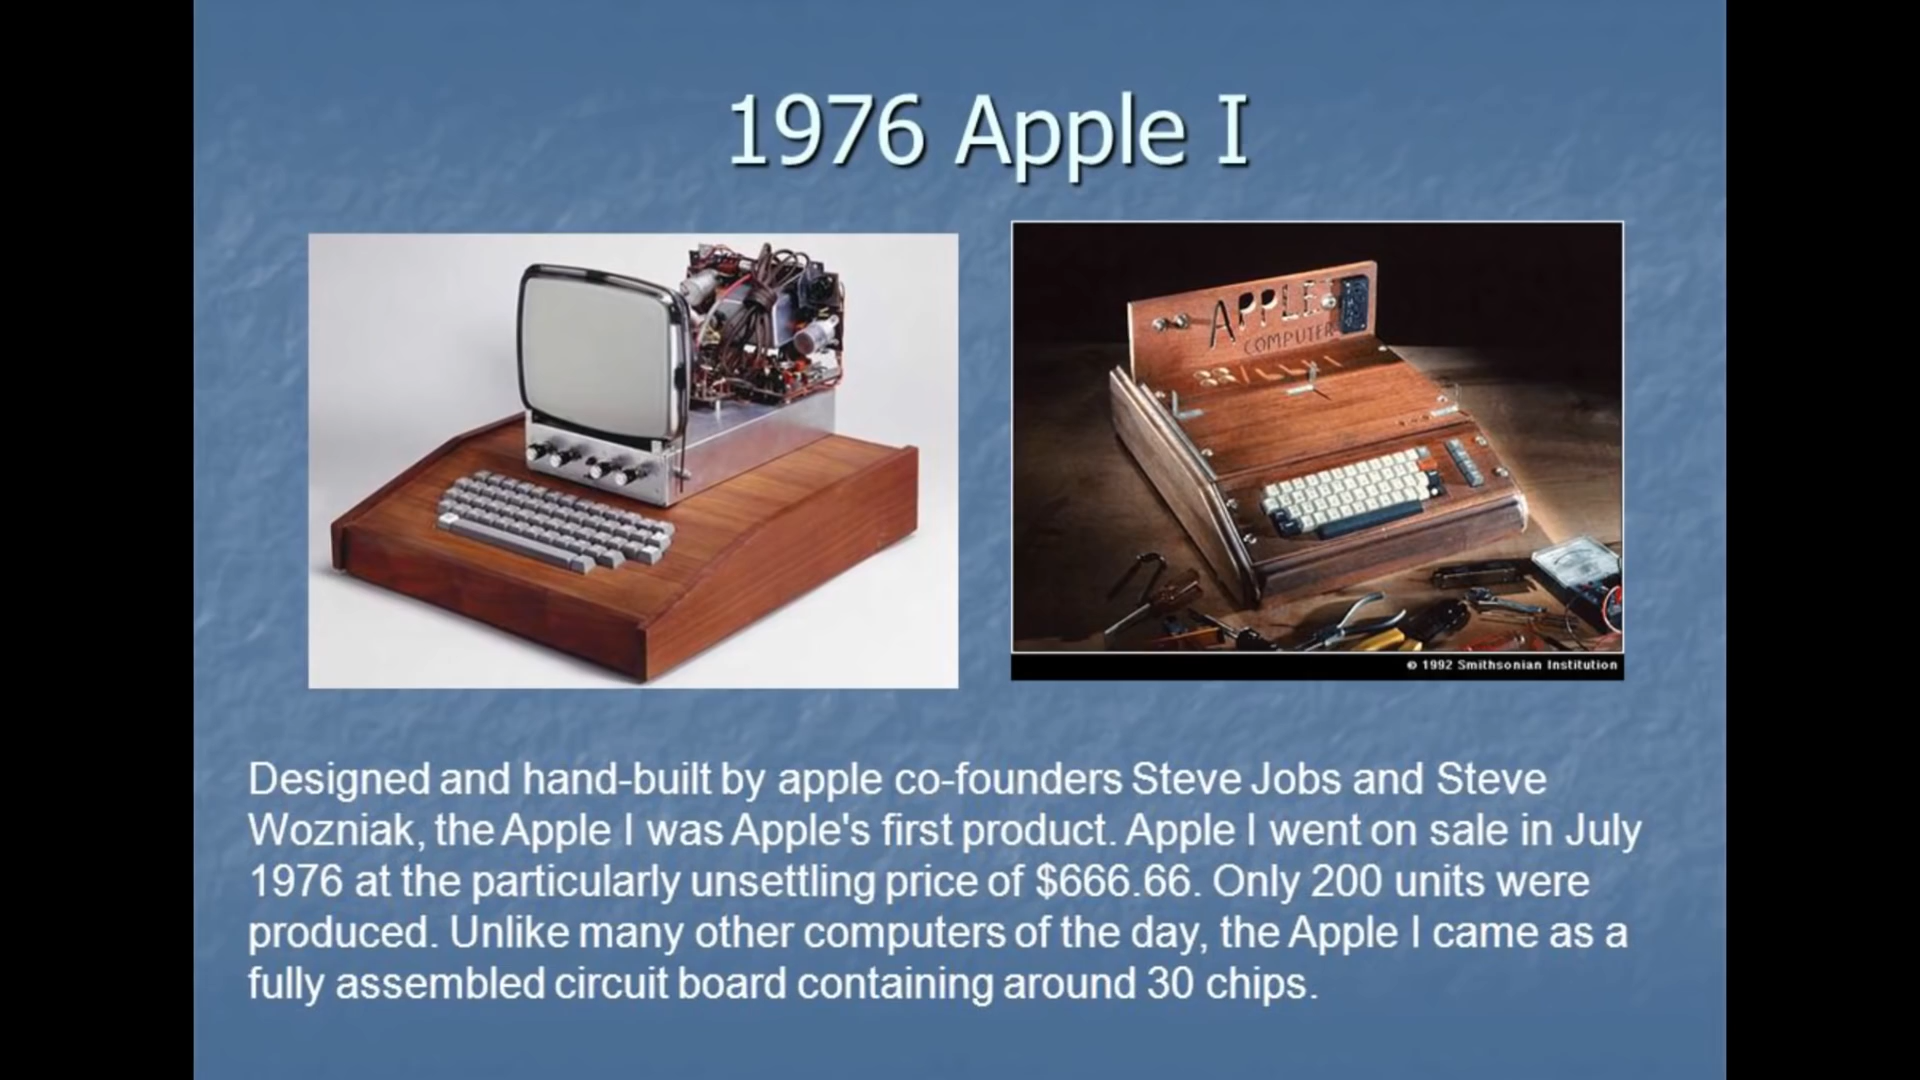 1976 Apple I
APPLE
COMPUTER
© 1992 Smithsonian Institution
Designed and hand-built by apple co-founders Steve Jobs and Steve
Wozniak, the Apple I was Apple's first product. Apple I went on sale in July
1976 at the particularly unsettling price of $666.66. Only 200 units were
produced. Unlike many other computers of the day, the Apple I came as a
fully assembled circuit board containing around 30 chips.